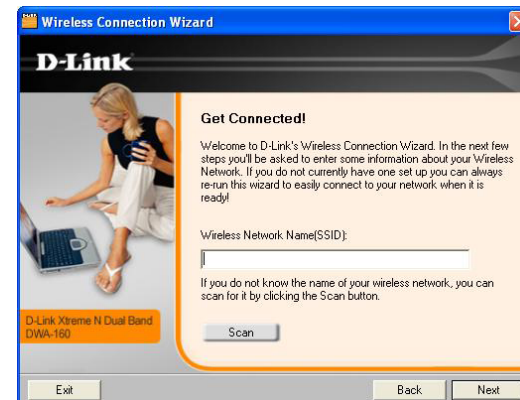 Wireless Connection Wizard
D-Link
Get Connected!
Welcome to D-Link's Wireless Connection Wizard. In the next few
steps you'll be asked to enter some information about your Wireless
Network. If you do not currently have one set up you can always
re-run this wizard to easily connect to your network when it is
ready!
Wireless Network Name(SSID):
If you do not know the name of your wireless network, you can
scan for it by clicking the Scan button.
D-Link Xtreme N Dual Band
DWA-160
Scan
Exit
Back
Next